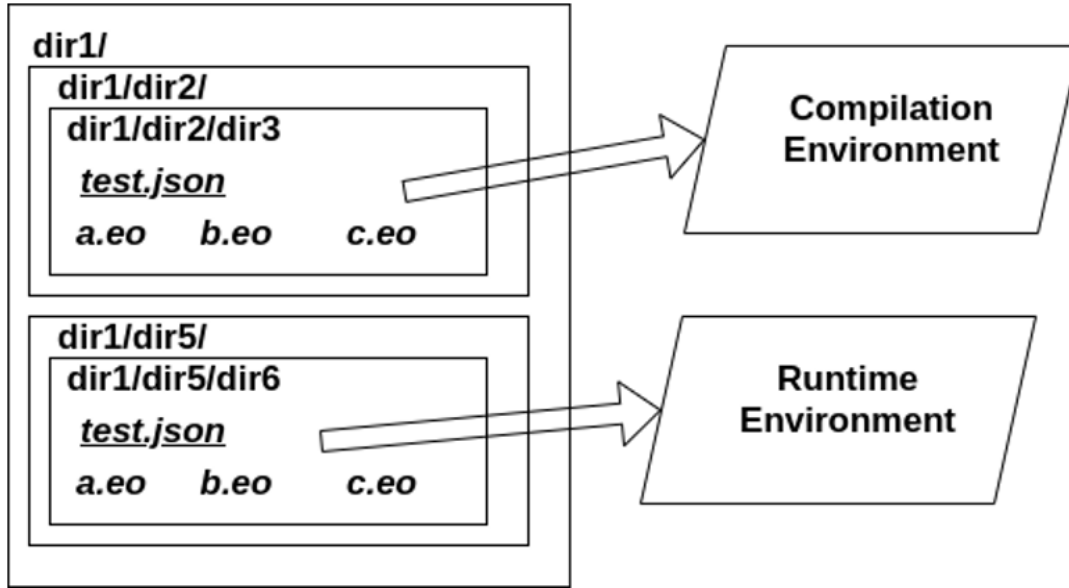 dir1/
dir1/dir2/
dir1/dir2/dir3
test.json
a.eo b.eo c.eo
Compilation
Environment
dir1/dir5/
dir1/dir5/dir6
test.json
a.eo b.eo c.eo
Runtime
Environment